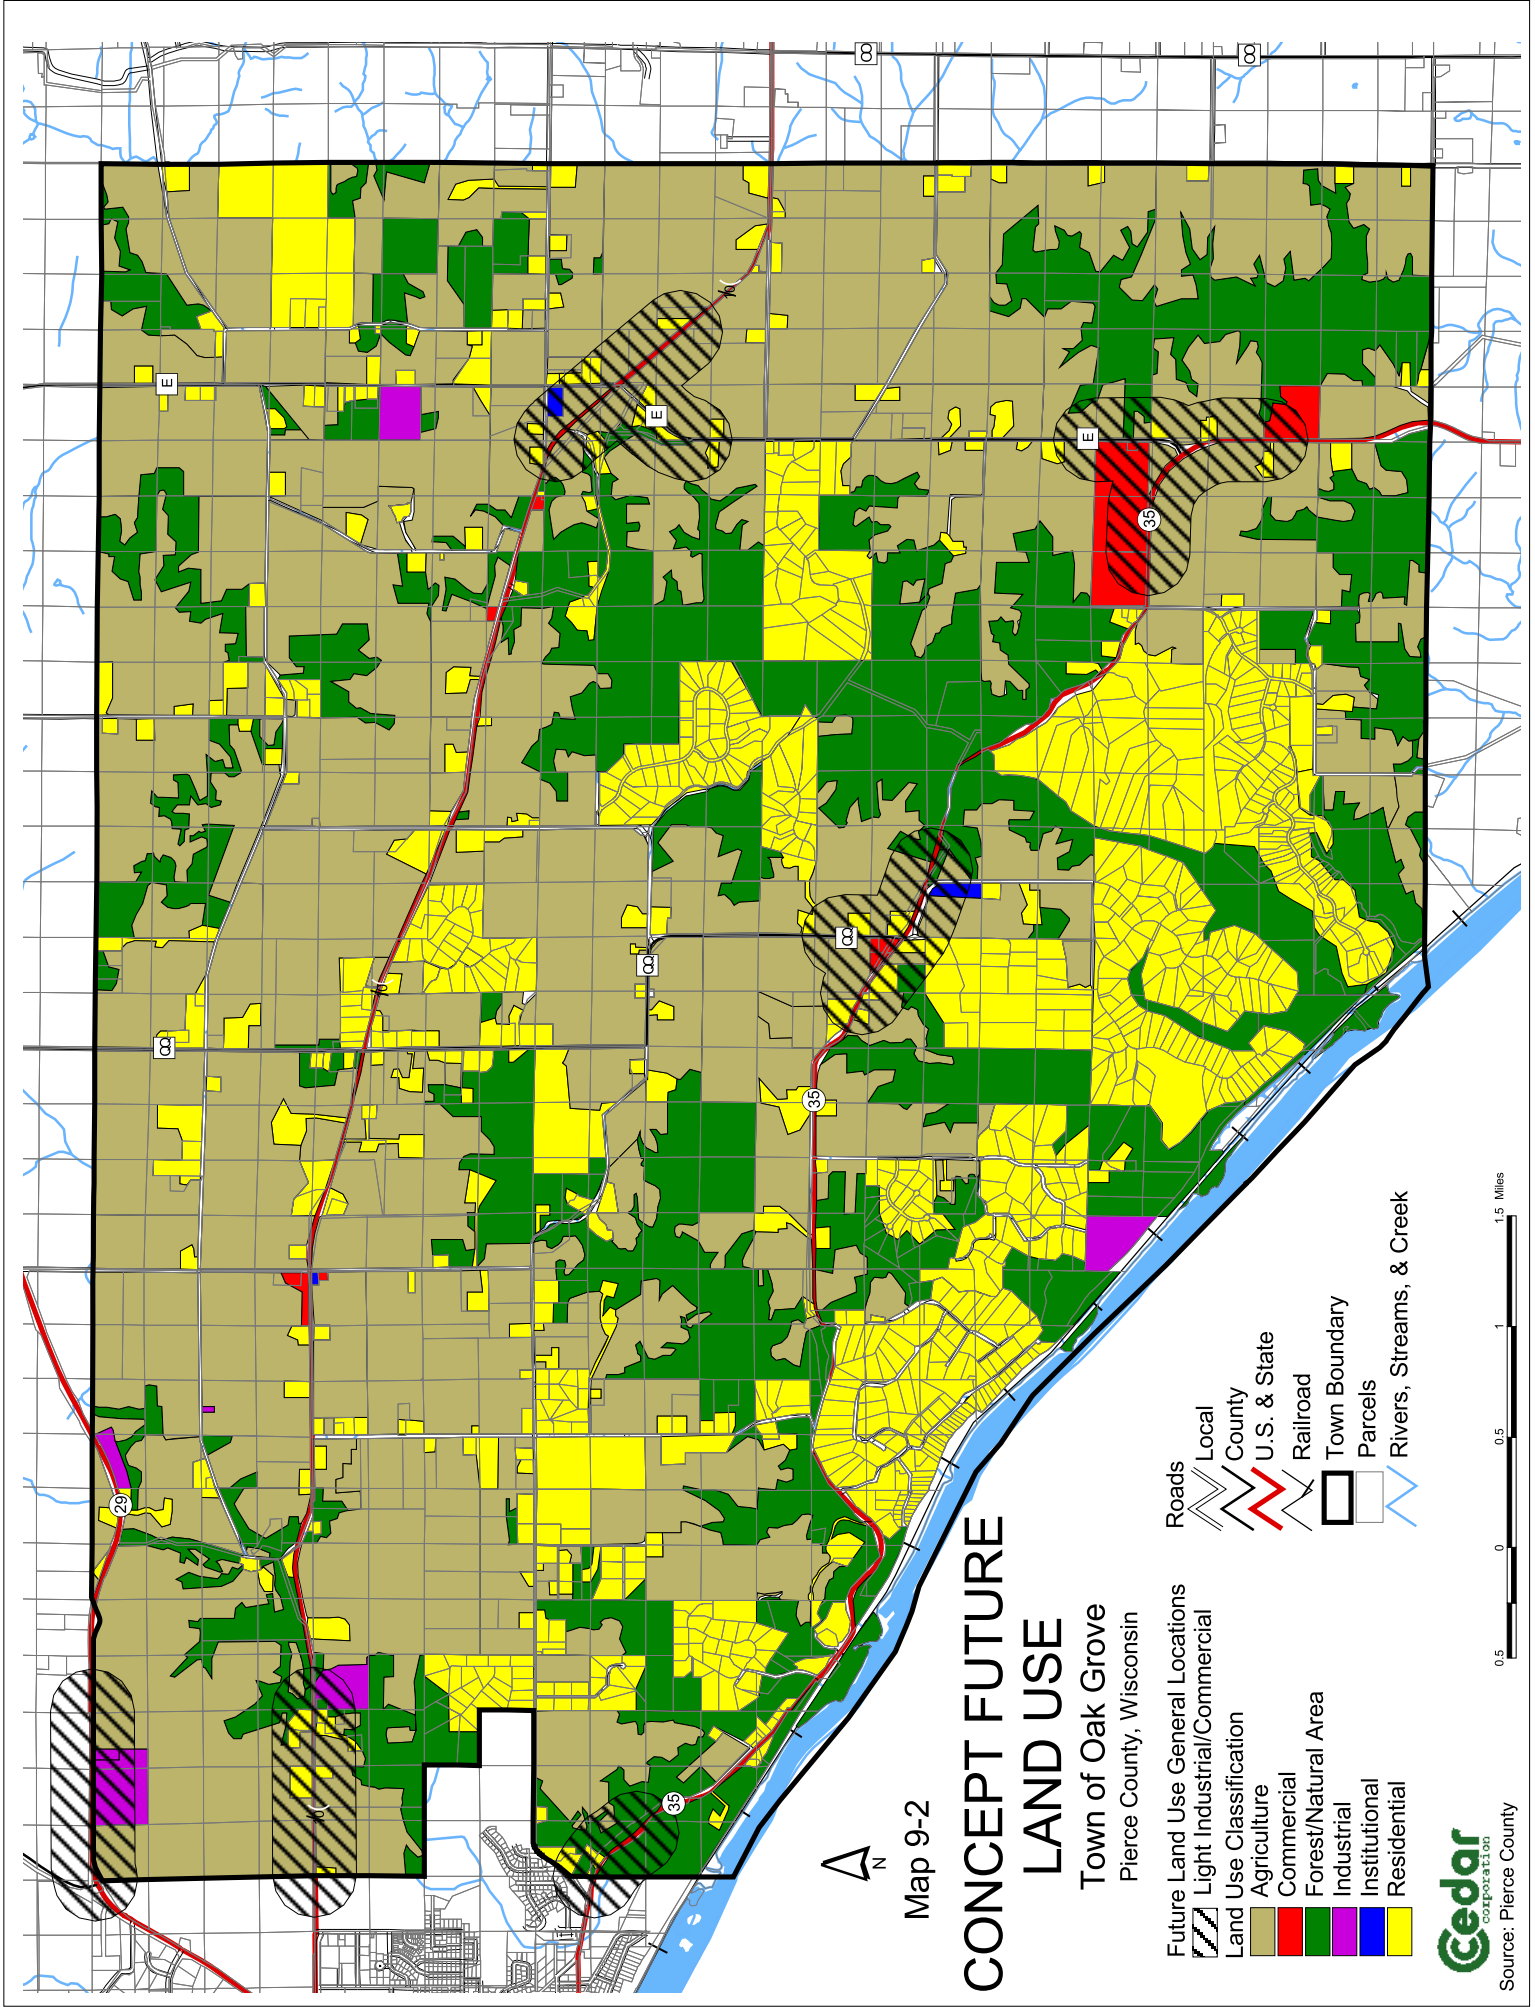 Map 9-2
CONCEPT FUTURE
LAND USE
Town of Oak Grove
Pierce County, Wisconsin
N
Future Land Use General Locations
Light Industrial/Commercial
Land Use Classification
Agriculture
Commercial
Forest/Natural Area
Industrial
Institutional
Residential
Roads
Local
County
U.S. & State
Railroad
Town Boundary
Parcels
Rivers, Streams, & Creek
0.5 0 0.5 1 1.5 Miles
Cedar
corporation
Source: Pierce County
29
QQ
E
10
10
10
E
QQ
QQ
35
35
35
E